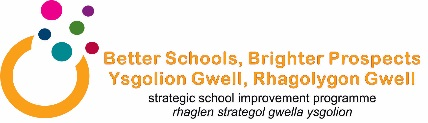 Better Schools, Brighter Prospects
Ysgolion Gwell, Rhagolygon Gwell
strategic school improvement programme
rhaglen strategol gwella ysgolion